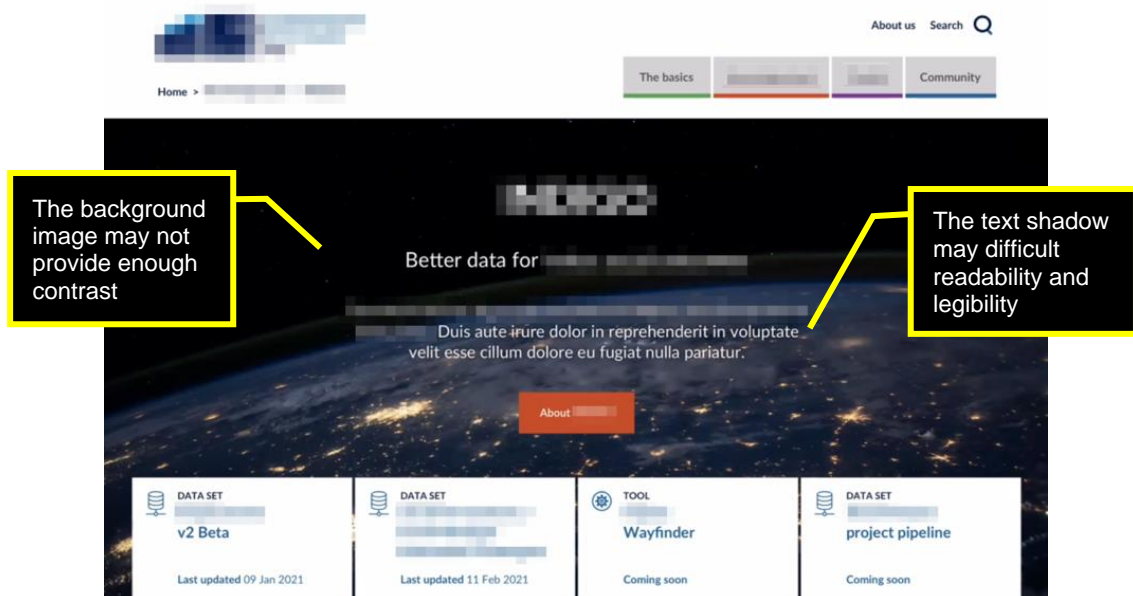 About us Search
The basics
Community
Home >
The background
image may not
provide enough
contrast
The text shadow
may difficult
readability and
legibility
Better data for
Duis aute irure dolor in reprehenderit in voluptate
velit esse cillum dolore eu fugiat nulla pariatur.
About
DATA SET
v2 Beta
Last updated 09 Jan 2021
DATA SET
Last updated 11 Feb 2021
TOOL
Wayfinder
Coming soon
DATA SET
project pipeline
Coming soon